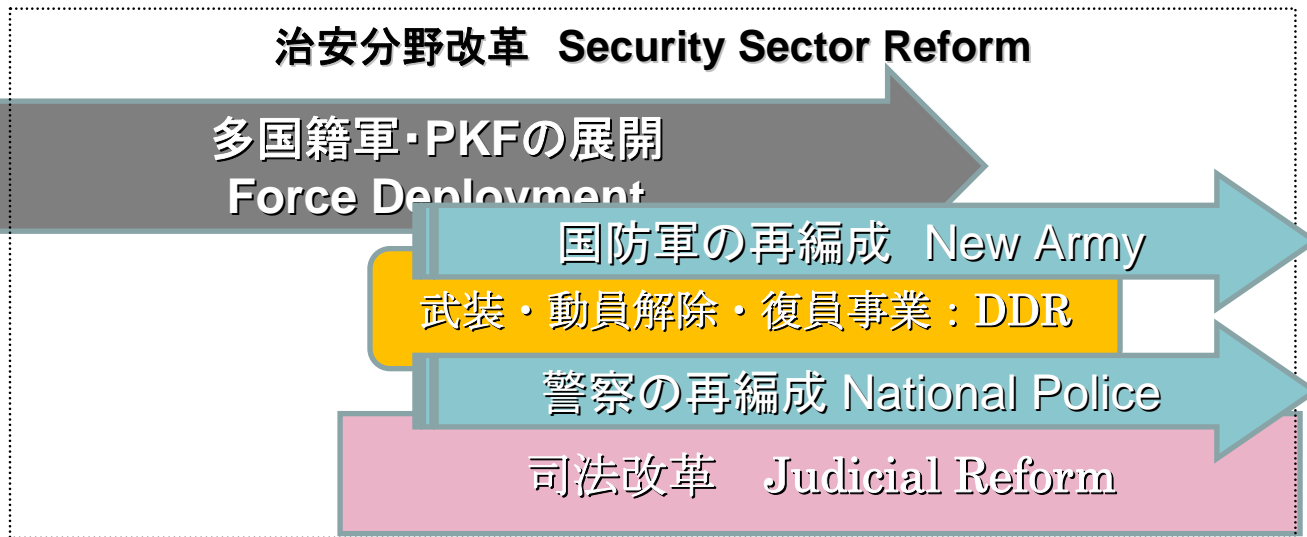 治安分野改革 Security Sector Reform
多国籍軍・PKFの展開
Force Deployment
国防軍の再編成 New Army
武装・動員解除・復員事業：DDR
警察の再編成 National Police
司法改革 Judicial Reform